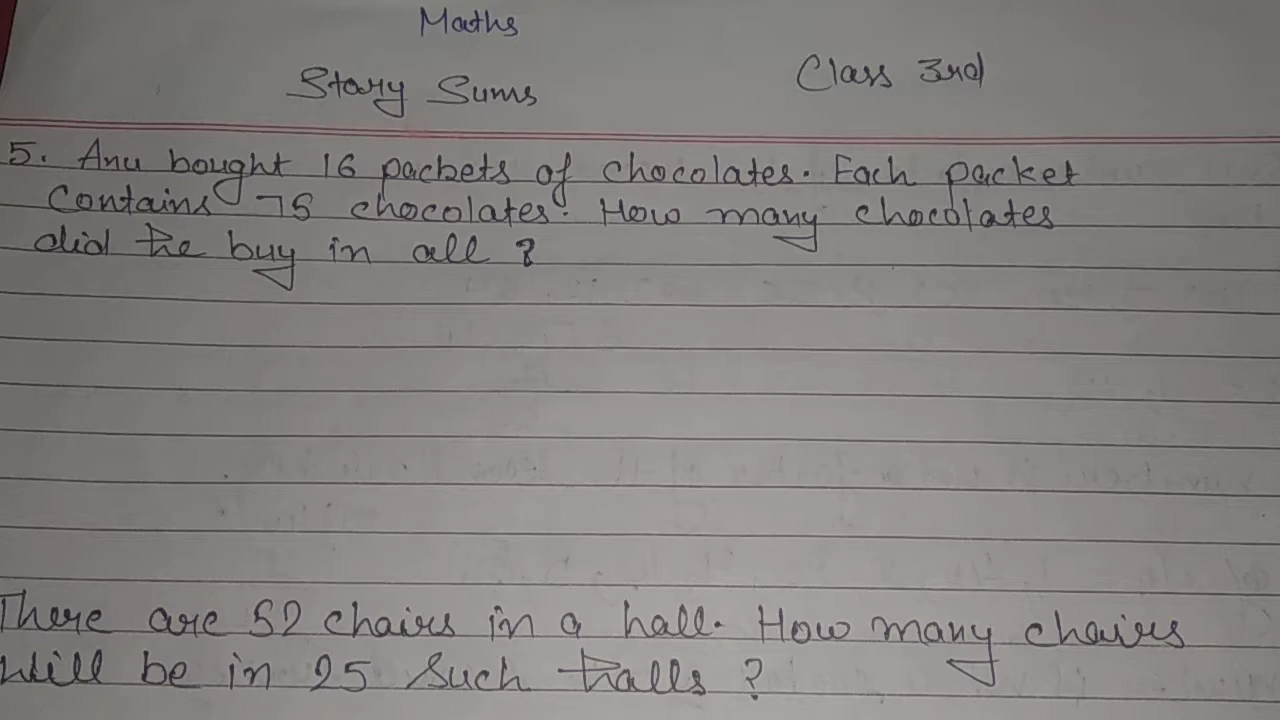 Maths
Story Sums
Class 3rd
5. Anu bought 16 packets of chocolates. Each packet
contains 75 chocolates. How many chocolates
did he buy in all ?
There are 52 chairs in a hall. How many chairs
will be in 25 such halls ?